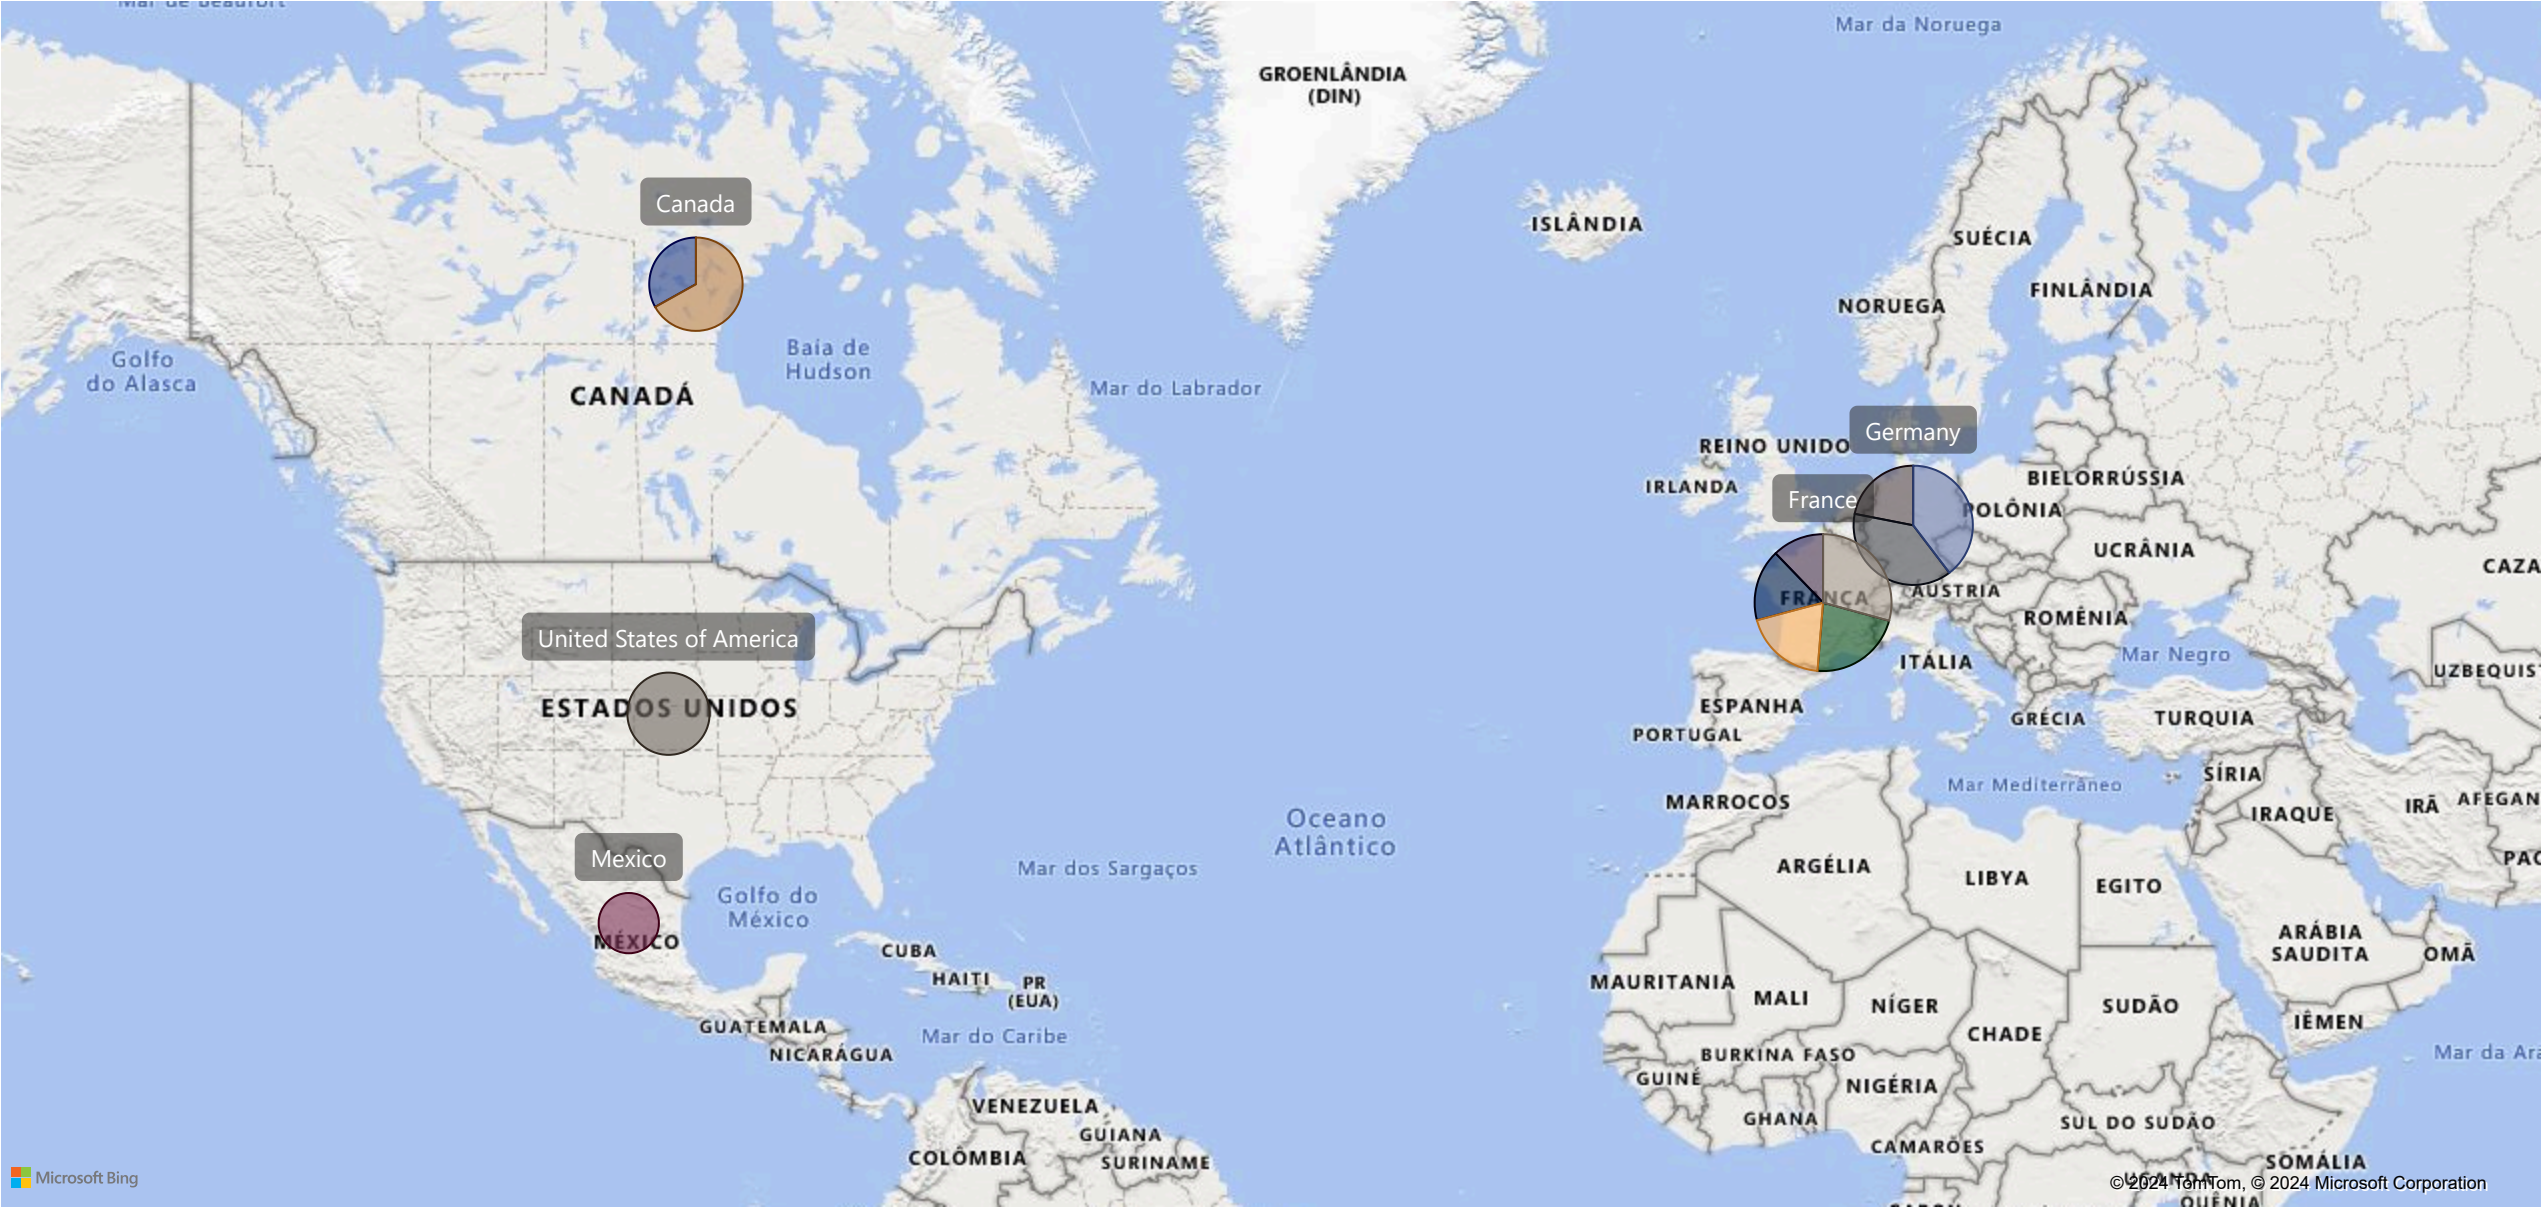 Mar de Beaufort
Mar da Noruega
GROENLÂNDIA
(DIN)
Canada
ISLÂNDIA
SUÉCIA
FINLÂNDIA
NORUEGA
Golfo
do Alasca
Baía de
Hudson
Mar do Labrador
CANADÁ
Germany
REINO UNIDO
BIELORRÚSSIA
IRLANDA
France
POLÔNIA
UCRÂNIA
CAZA
ÁUSTRIA
FRANÇA
ROMÊNIA
United States of America
Mar Negro
ITÁLIA
UZBEQUIS
ESTADOS UNIDOS
ESPANHA
GRÉCIA
TURQUIA
PORTUGAL
SÍRIA
Mar Mediterrâneo
MARROCOS
IRÃ
AFEGAN
IRAQUE
Oceano
Atlântico
Mexico
PAC
ARGÉLIA
Mar dos Sargaços
LIBYA
EGITO
Golfo do
México
MÉXICO
ARÁBIA
SAUDITA
CUBA
OMÃ
HAITI
PR
(EUA)
MAURITANIA
MALI
NÍGER
SUDÃO
IÊMEN
GUATEMALA
Mar do Caribe
CHADE
NICARÁGUA
BURKINA FASO
Mar da Ará
GUINÉ
NIGÉRIA
VENEZUELA
GHANA
SUL DO SUDÃO
GUIANA
CAMARÕES
COLÔMBIA
SURINAME
SOMÁLIA
Microsoft Bing
UGANDA
© 2024 TomTom, © 2024 Microsoft Corporation
QUÊNIA